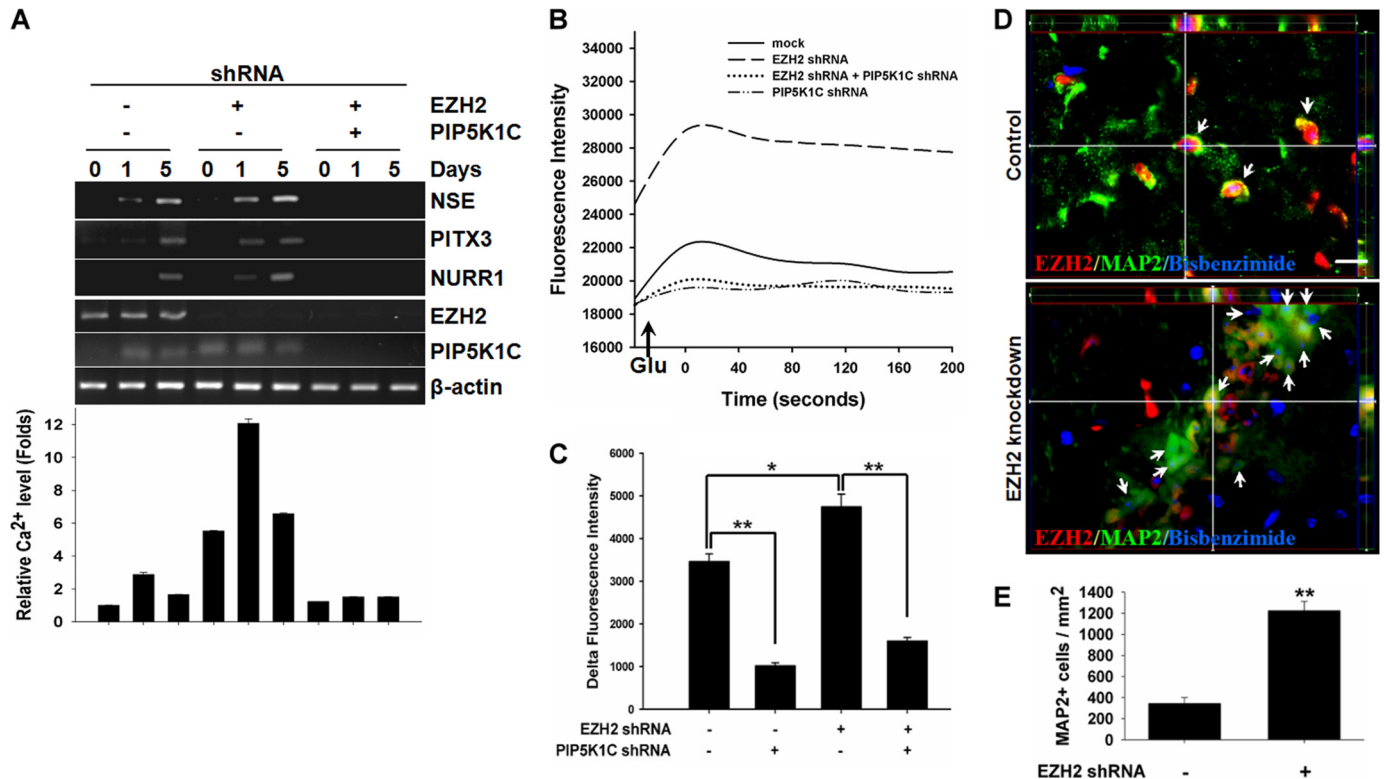 A
shRNA
- + + EZH2
- - + PIP5K1C
0 1 5 0 1 5 0 1 5 Days
NSE
PITX3
NURR1
EZH2
PIP5K1C
β-actin
Relative Ca2+ level (Folds)
12
10
8
6
4
2
0
B
Fluorescence Intensity
34000
32000
30000
28000
26000
24000
22000
20000
18000
16000
mock
EZH2 shRNA
EZH2 shRNA + PIP5K1C shRNA
PIP5K1C shRNA
Glu
0 40 80 120 160 200
Time (seconds)
C
Delta Fluorescence Intensity
6000
5000
4000
3000
2000
1000
0
* **
**
EZH2 shRNA - - + +
PIP5K1C shRNA - + - +
D
Control
EZH2/MAP2/Bisbenzimide
EZH2 knockdown
EZH2/MAP2/Bisbenzimide
E
MAP2+ cells / mm2
1400
1200
1000
800
600
400
200
0
**
EZH2 shRNA - +